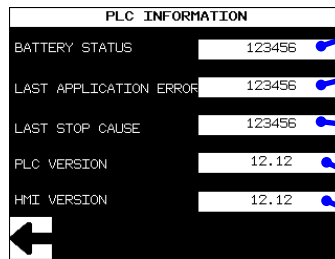 PLC INFORMATION
BATTERY STATUS 123456
LAST APPLICATION ERROR 123456
LAST STOP CAUSE 123456
PLC VERSION 12.12
HMI VERSION 12.12